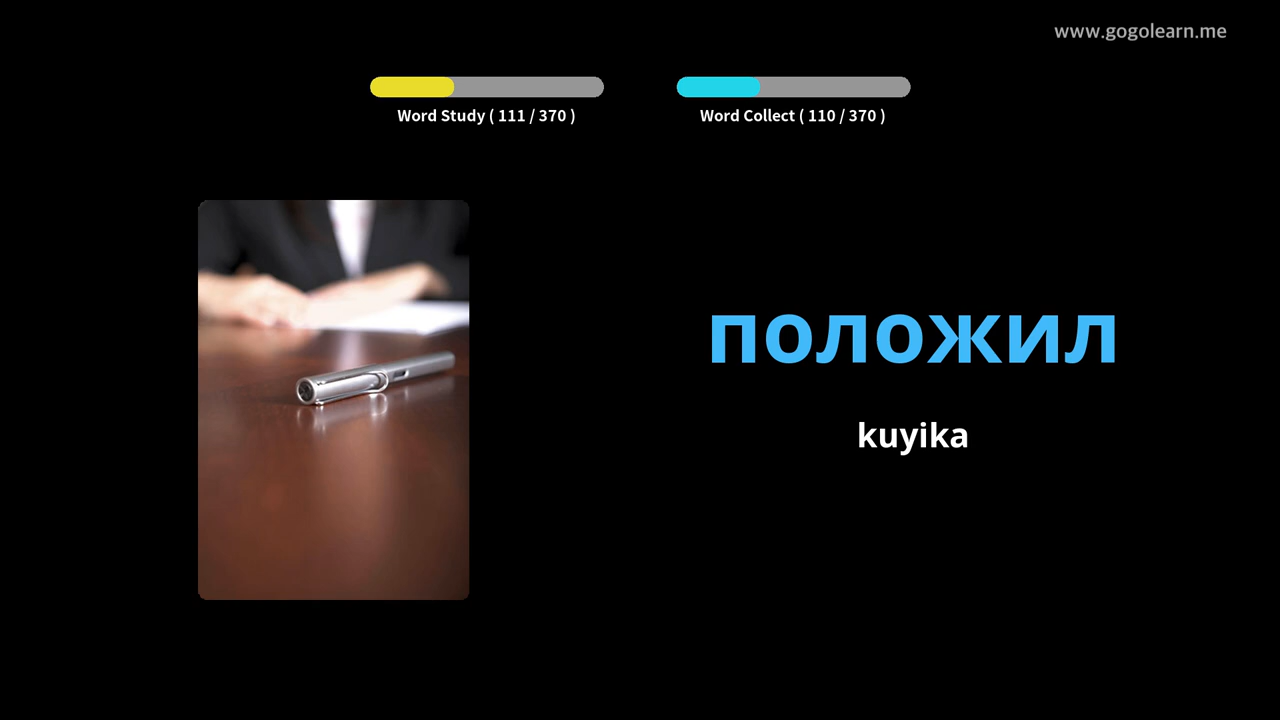 www.gogolearn.me
Word Study ( 111 / 370 )
Word Collect ( 110 / 370 )
положил
kuyika